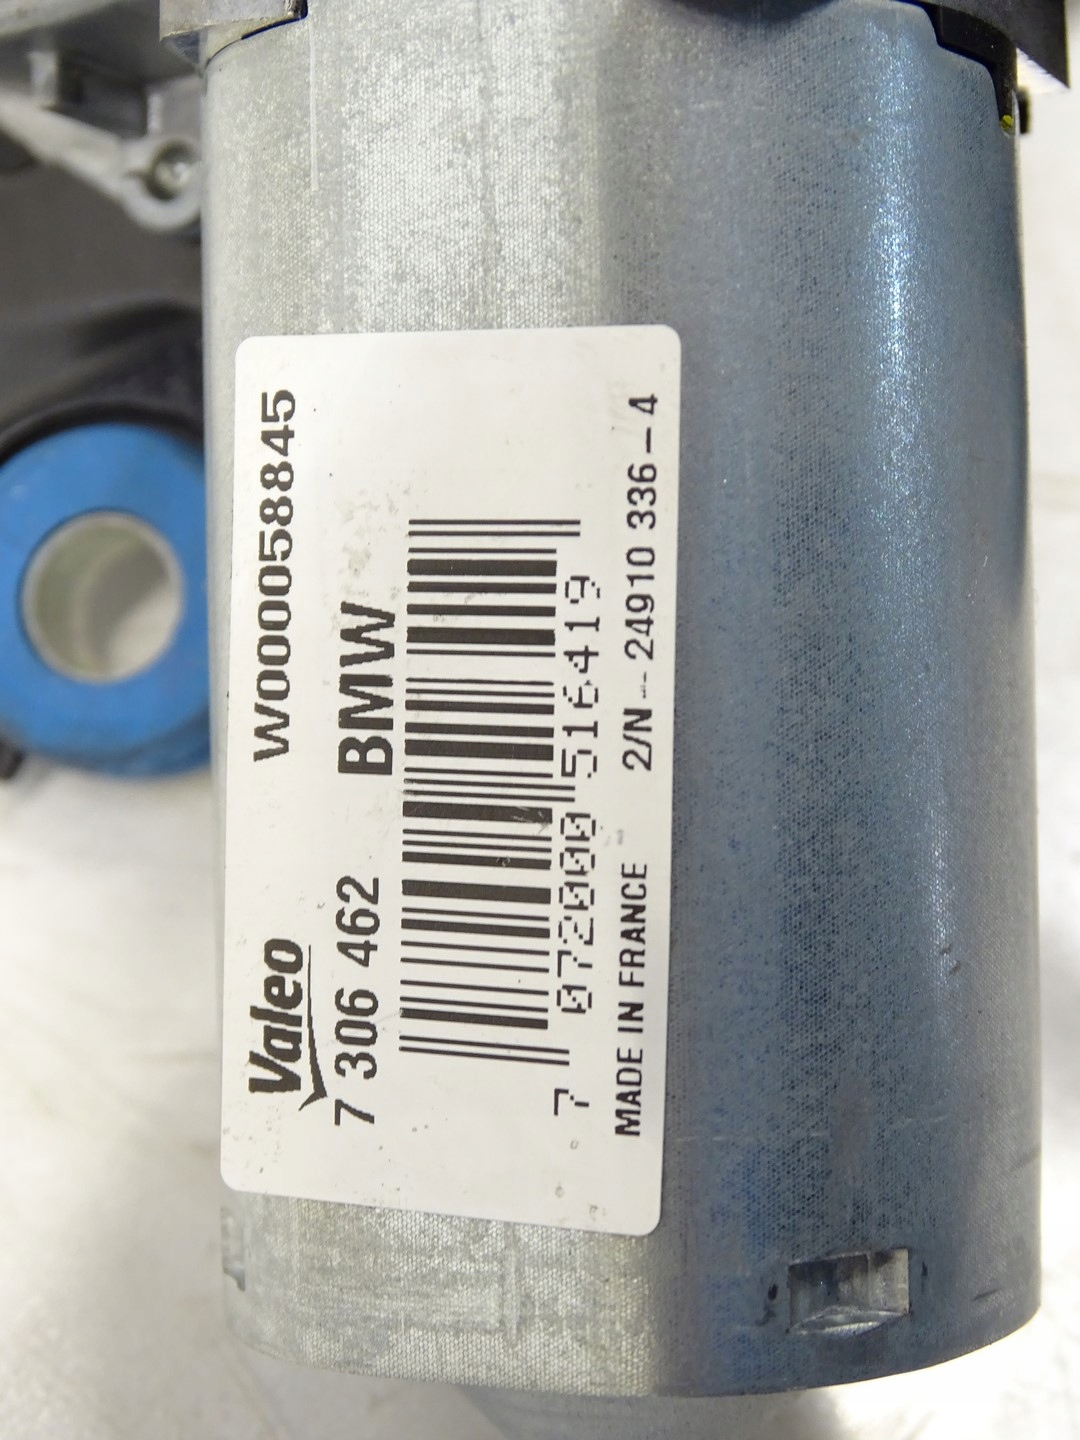 Valeo W000058845
7 306 462 BMW
7 072000 516419
MADE IN FRANCE 2/N -- 24910 336-4